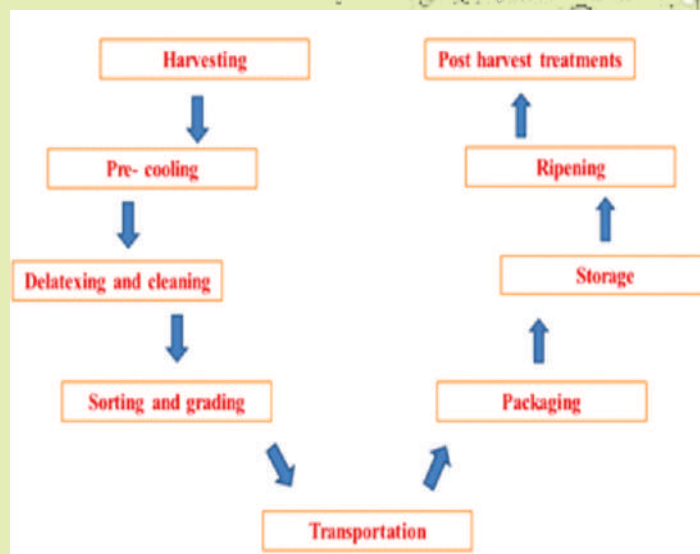 Harvesting
Pre- cooling
Delatexing and cleaning
Sorting and grading
Transportation
Packaging
Storage
Ripening
Post harvest treatments